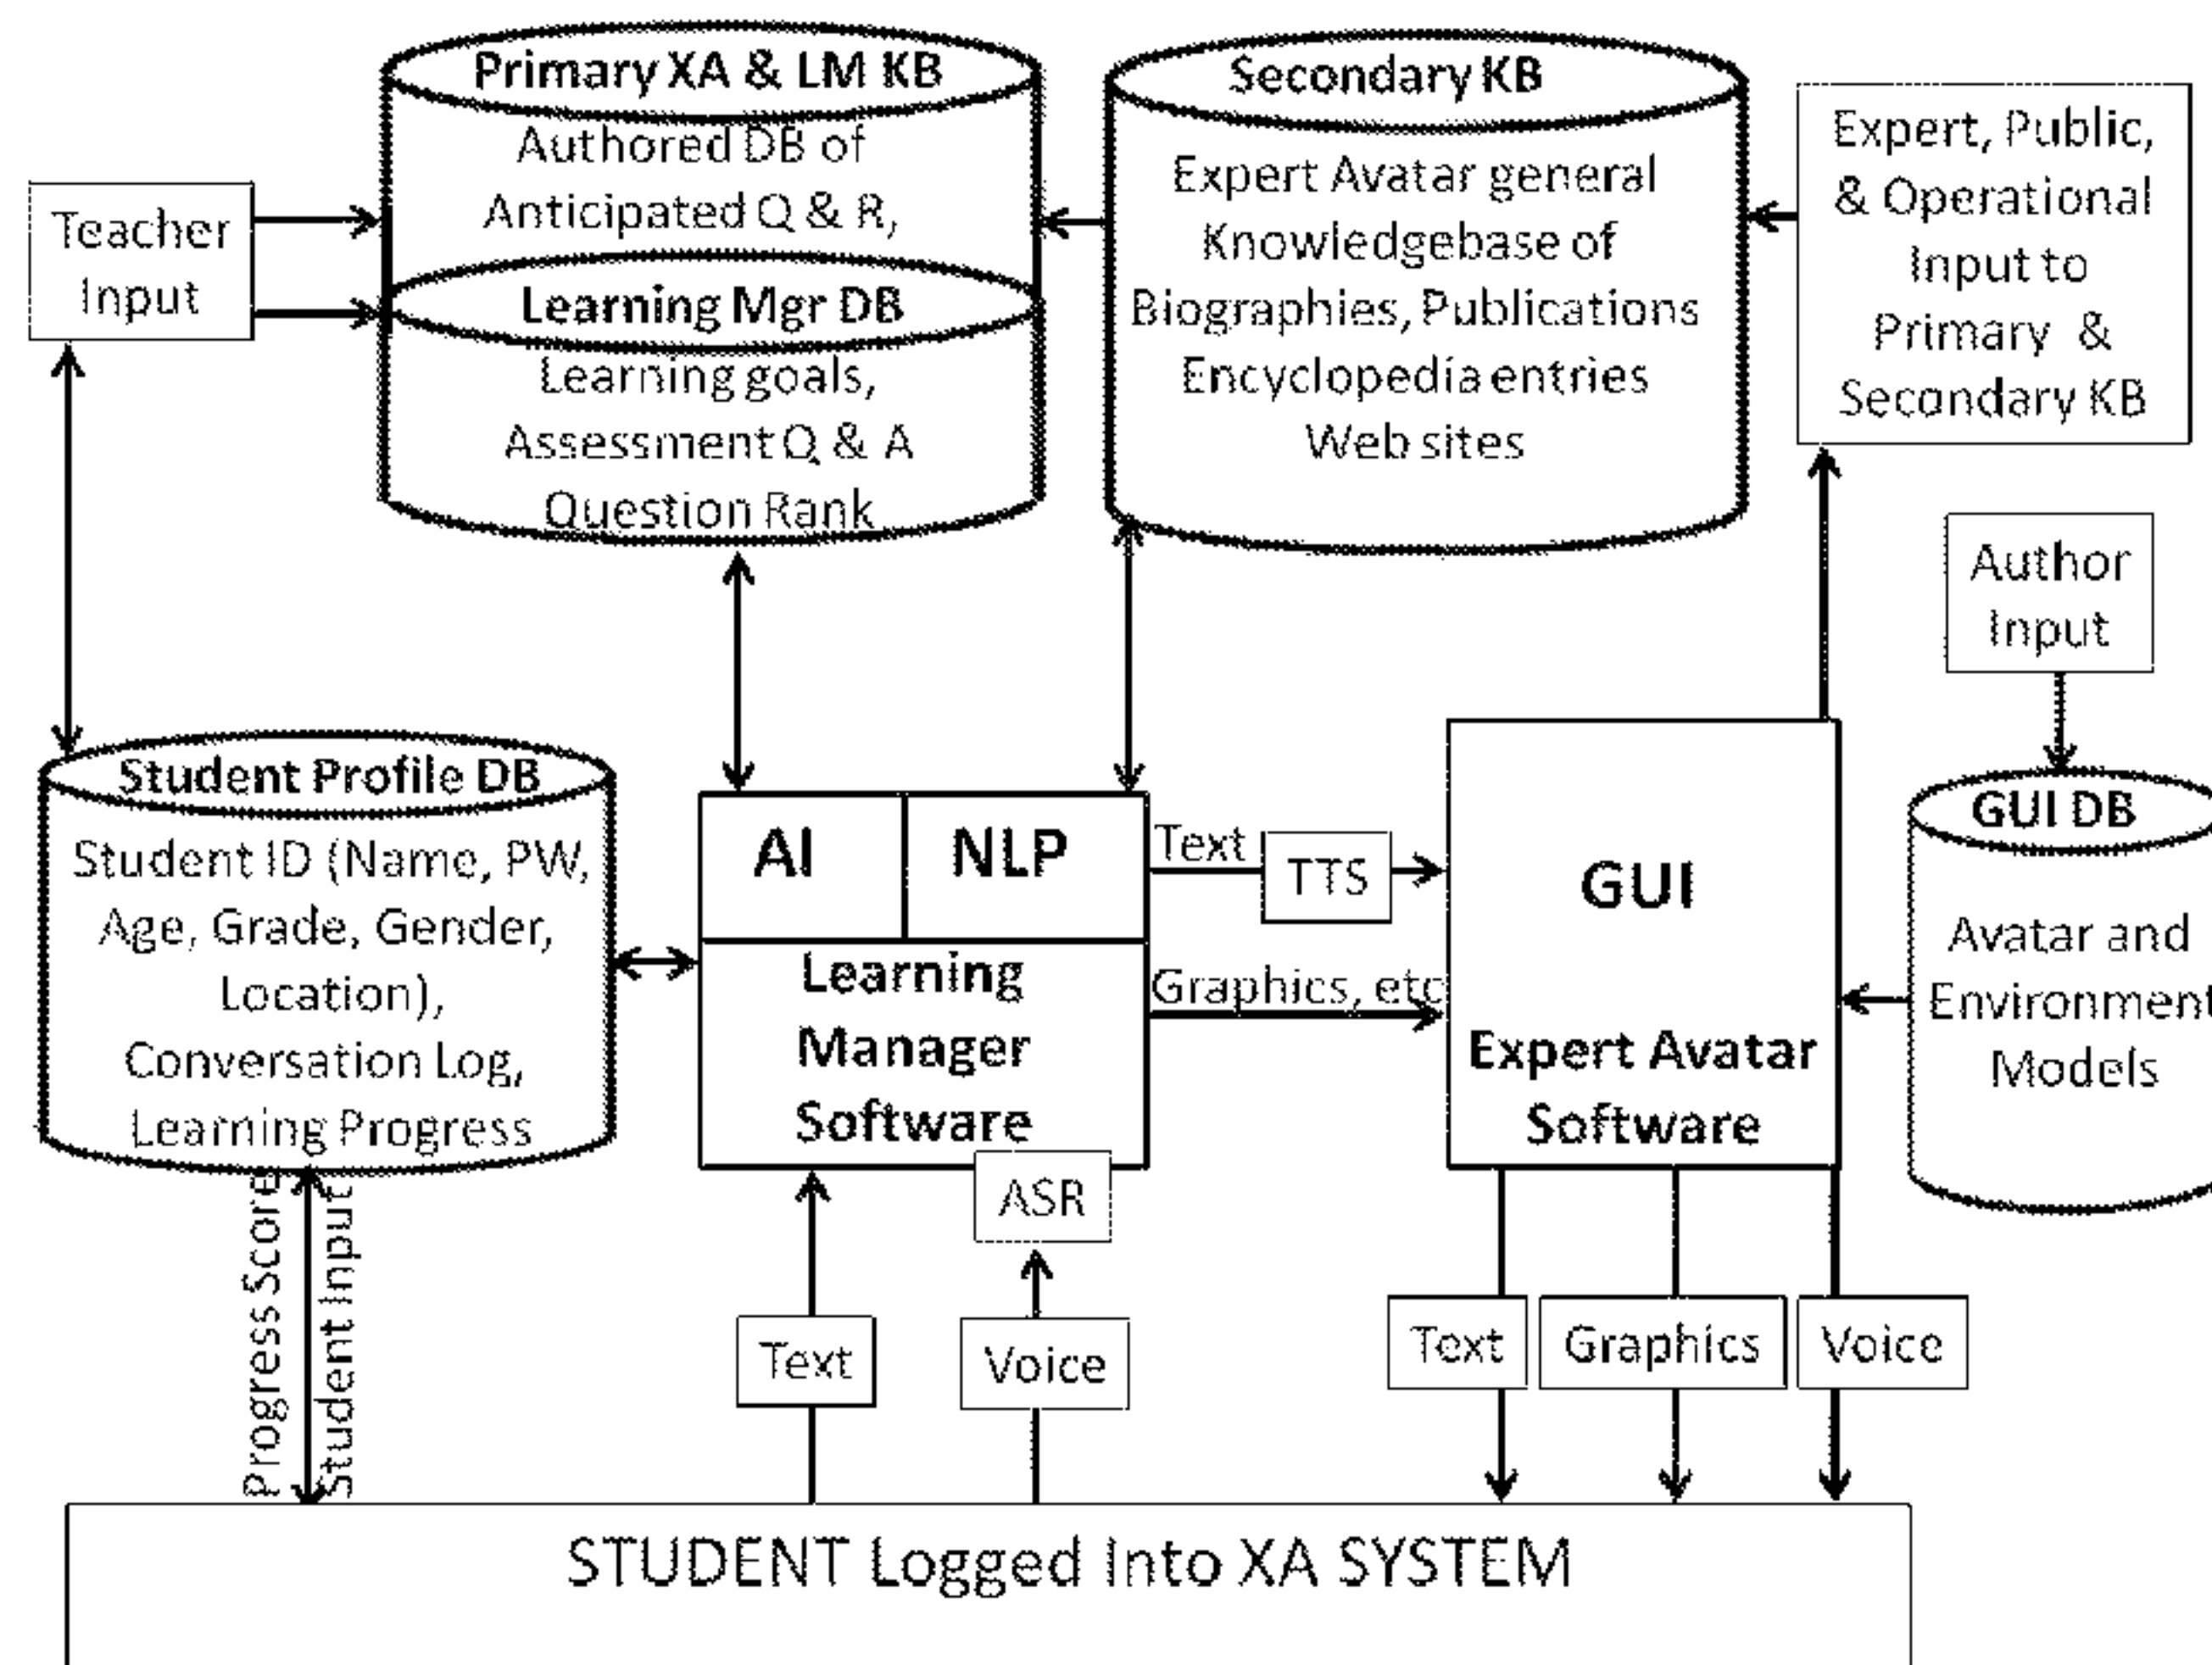 Primary XA & LM KB
Authored DB of
Anticipated Q & R,
Learning Mgr DB
Learning goals,
Assessment Q & A
Question Rank
Secondary KB
Expert Avatar general
Knowledgebase of
Biographies, Publications
Encyclopedia entries
Web sites
Expert, Public,
& Operational
Input to
Primary &
Secondary KB
Teacher
Input
Author
Input
Student Profile DB
Student ID (Name, PW,
Age, Grade, Gender,
Location),
Conversation Log,
Learning Progress
AI
NLP
Learning
Manager
Software
Text
TTS
Graphics, etc
GUI
Expert Avatar
Software
GUI DB
Avatar and
Environment
Models
Progress Score
Student Input
ASR
Text
Voice
Text
Graphics
Voice
STUDENT Logged Into XA SYSTEM